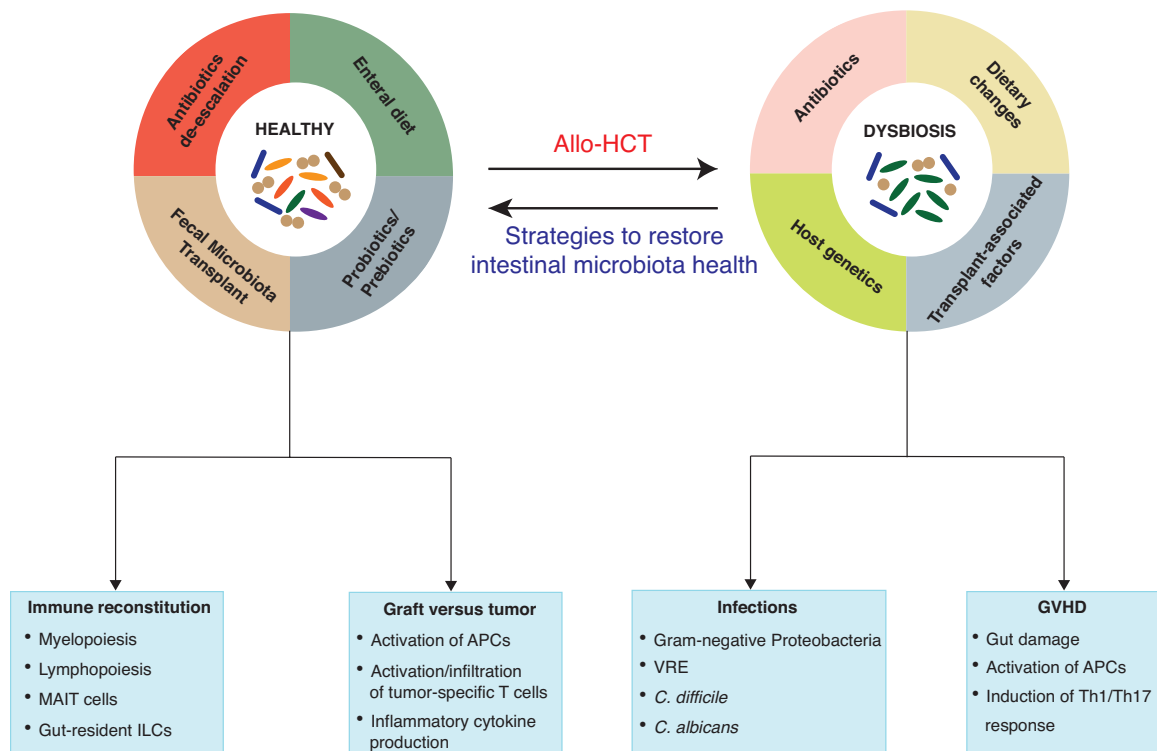 Antibiotics
de-escalation
Enteral diet
HEALTHY
Fecal Microbiota
Transplant
Probiotics/
Prebiotics
Allo-HCT
Strategies to restore
intestinal microbiota health
Antibiotics
Dietary
changes
DYSBIOSIS
Host genetics
Transplant-associated
factors
Immune reconstitution
• Myelopoiesis
• Lymphopoiesis
• MAIT cells
• Gut-resident ILCs
Graft versus tumor
• Activation of APCs
• Activation/infiltration
of tumor-specific T cells
• Inflammatory cytokine
production
Infections
• Gram-negative Proteobacteria
• VRE
• C. difficile
• C. albicans
GVHD
• Gut damage
• Activation of APCs
• Induction of Th1/Th17
response